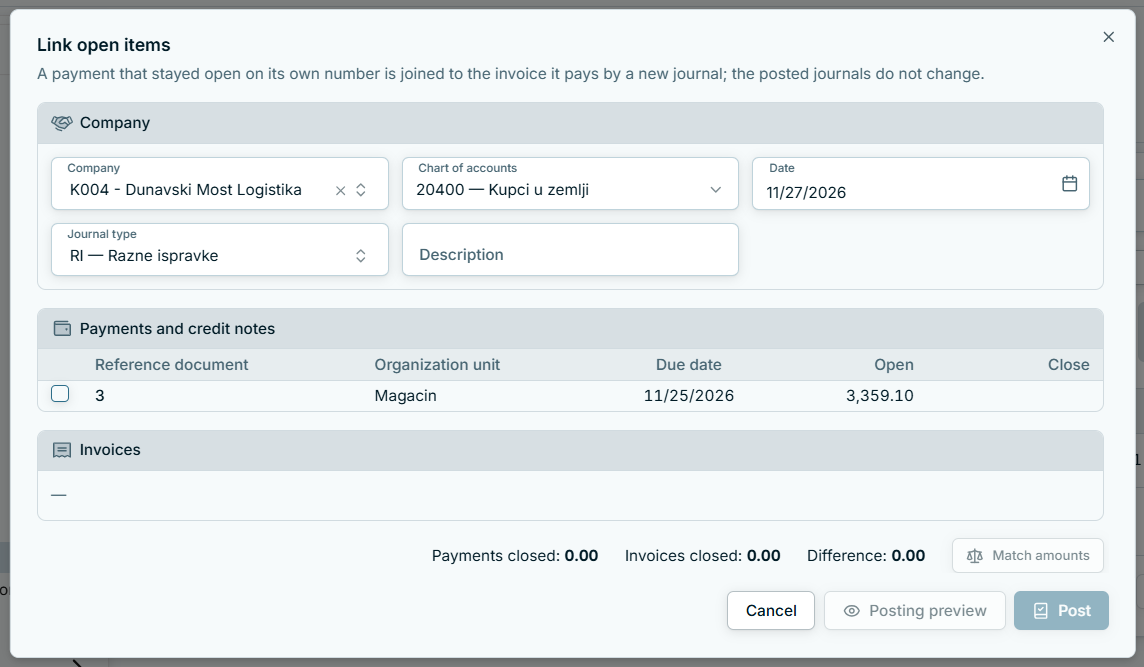 Link open items
A payment that stayed open on its own number is joined to the invoice it pays by a new journal; the posted journals do not change.
Company
Company
K004 - Dunavski Most Logistika
Chart of accounts
20400 — Kupci u zemlji
Date
11/27/2026
Journal type
RI — Razne ispravke
Description
Payments and credit notes
Reference document Organization unit Due date Open Close
3 Magacin 11/25/2026 3,359.10
Invoices
—
Payments closed: 0.00 Invoices closed: 0.00 Difference: 0.00 Match amounts
Cancel Posting preview Post